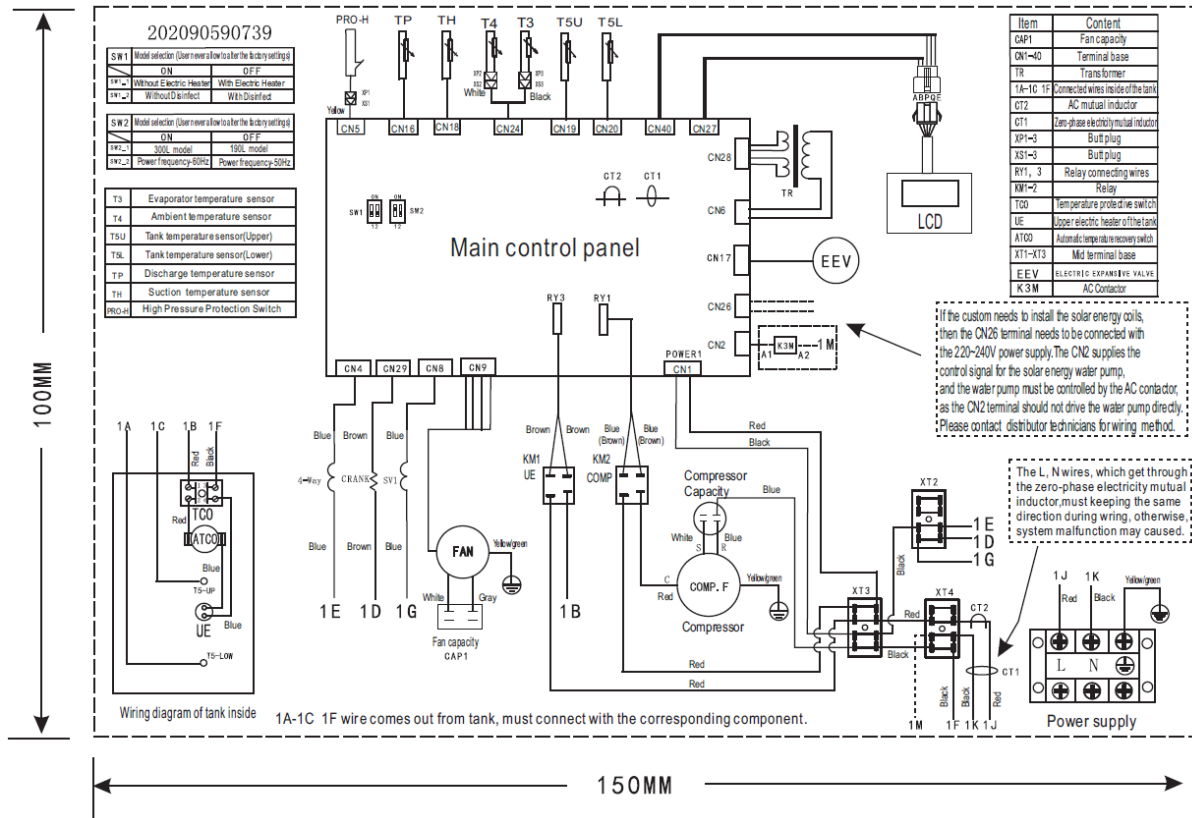 202090590739
SW1 Model selection (User never allow to alter the factory settings)
ON OFF
SW1_1 Without Electric Heater With Electric Heater
SW1_2 Without Disinfect With Disinfect
SW2 Model selection (User never allow to alter the factory settings)
ON OFF
SW2_1 300L model 190L model
SW2_2 Power frequency-60Hz Power frequency-50Hz
T3 Evaporator temperature sensor
T4 Ambient temperature sensor
T5U Tank temperature sensor(Upper)
T5L Tank temperature sensor(Lower)
TP Discharge temperature sensor
TH Suction temperature sensor
PRO-H High Pressure Protection Switch
PRO-H TP TH T4 T3 T5U T5L
XP2 XP3
XS2 XS3
White Black
XP1
XS1
Yellow
CN5 CN16 CN18 CN24 CN19 CN20 CN40 CN27
ABPQE
LCD
CN28
TR
CT2 CT1
ON ON
SW1 SW2
12 12
CN6
Main control panel
CN17 EEV
RY3 RY1
CN26
CN2 A1 K3M A2 1M
POWER1
CN4 CN29 CN8 CN9 CN1
Item Content
CAP1 Fan capacity
CN1-40 Terminal base
TR Transformer
1A-1C 1F Connected wires inside of the tank
CT2 AC mutual inductor
CT1 Zero-phase electricity mutual inductor
XP1-3 Butt plug
XS1-3 Butt plug
RY1, 3 Relay connecting wires
KM1-2 Relay
TCO Temperature protective switch
UE Upper electric heater of the tank
ATCO Automatic temperature recovery switch
XT1-XT3 Mid terminal base
EEV ELECTRIC EXPANSIVE VALVE
K3M AC Contactor
If the custom needs to install the solar energy coils,
then the CN26 terminal needs to be connected with
the 220~240V power supply.The CN2 supplies the
control signal for the solar energy water pump,
and the water pump must be controlled by the AC contactor,
as the CN2 terminal should not drive the water pump directly.
Please contact distributor technicians for wiring method.
The L, N wires, which get through
the zero-phase electricity mutual
inductor,must keeping the same
direction during wring, otherwise,
system malfunction may caused.
1A 1C 1B 1F
Red Black
1 3
2 4
TCO
Red
ATCO
Blue
T5-UP
UE
Blue
T5-LOW
Wiring diagram of tank inside
Blue Brown Blue
4-Way CRANK SV1
Blue Brown Blue
1E 1D 1G
FAN
Yellow/green
White Gray
Fan capacity
CAP1
Brown Brown
KM1
UE
1B
Blue
(Brown)
Blue
(Brown)
KM2
COMP
Red
Black
Compressor
Capacity
Blue
White Blue
S R
C
Red
COMP.F
Yellow/green
Compressor
Red
Red
XT3
Red
Black
XT2
Black
1E
1D
1G
XT4
CT2
CT1
Black Black Red
1M 1F 1K 1J
1J 1K
Red Black Yellow/green
L N
Power supply
1A-1C 1F wire comes out from tank, must connect with the corresponding component.
100MM
150MM